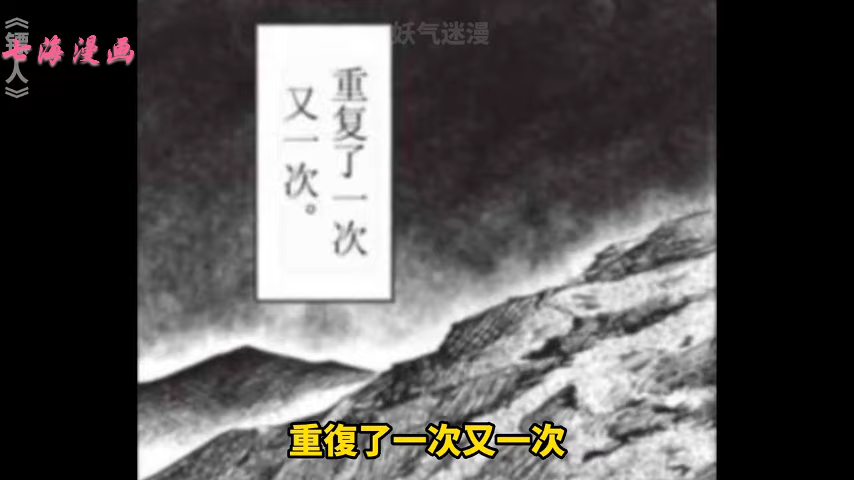 《镖人》
七海漫画
妖气迷漫
重复了一次
又一次。
重復了一次又一次